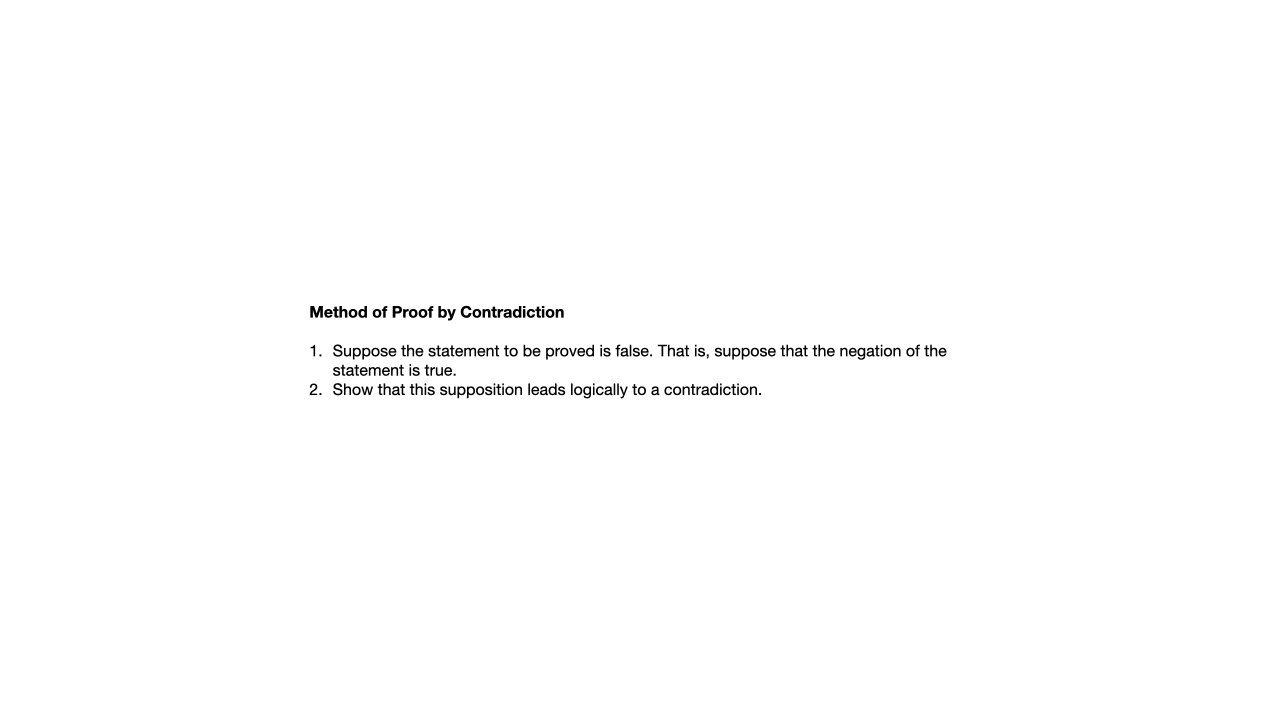 Method of Proof by Contradiction
1. Suppose the statement to be proved is false. That is, suppose that the negation of the
statement is true.
2. Show that this supposition leads logically to a contradiction.